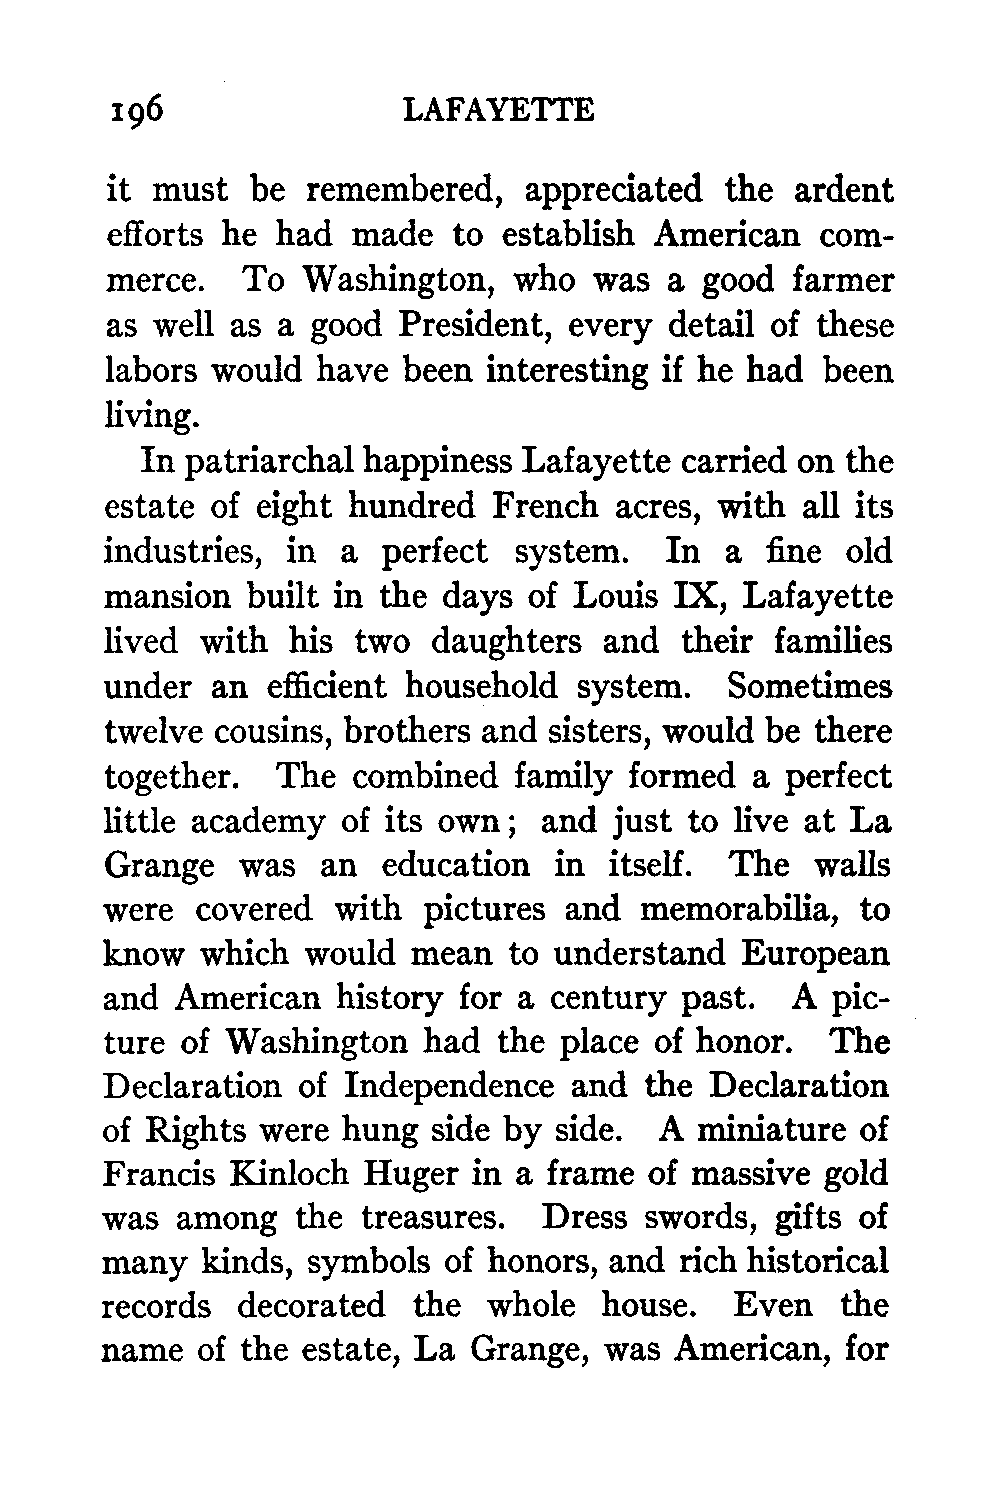 196 LAFAYETTE
it must be remembered, appreciated the ardent
efforts he had made to establish American com-
merce. To Washington, who was a good farmer
as well as a good President, every detail of these
labors would have been interesting if he had been
living.
In patriarchal happiness Lafayette carried on the
estate of eight hundred French acres, with all its
industries, in a perfect system. In a fine old
mansion built in the days of Louis IX, Lafayette
lived with his two daughters and their families
under an efficient household system. Sometimes
twelve cousins, brothers and sisters, would be there
together. The combined family formed a perfect
little academy of its own; and just to live at La
Grange was an education in itself. The walls
were covered with pictures and memorabilia, to
know which would mean to understand European
and American history for a century past. A pic-
ture of Washington had the place of honor. The
Declaration of Independence and the Declaration
of Rights were hung side by side. A miniature of
Francis Kinloch Huger in a frame of massive gold
was among the treasures. Dress swords, gifts of
many kinds, symbols of honors, and rich historical
records decorated the whole house. Even the
name of the estate, La Grange, was American, for